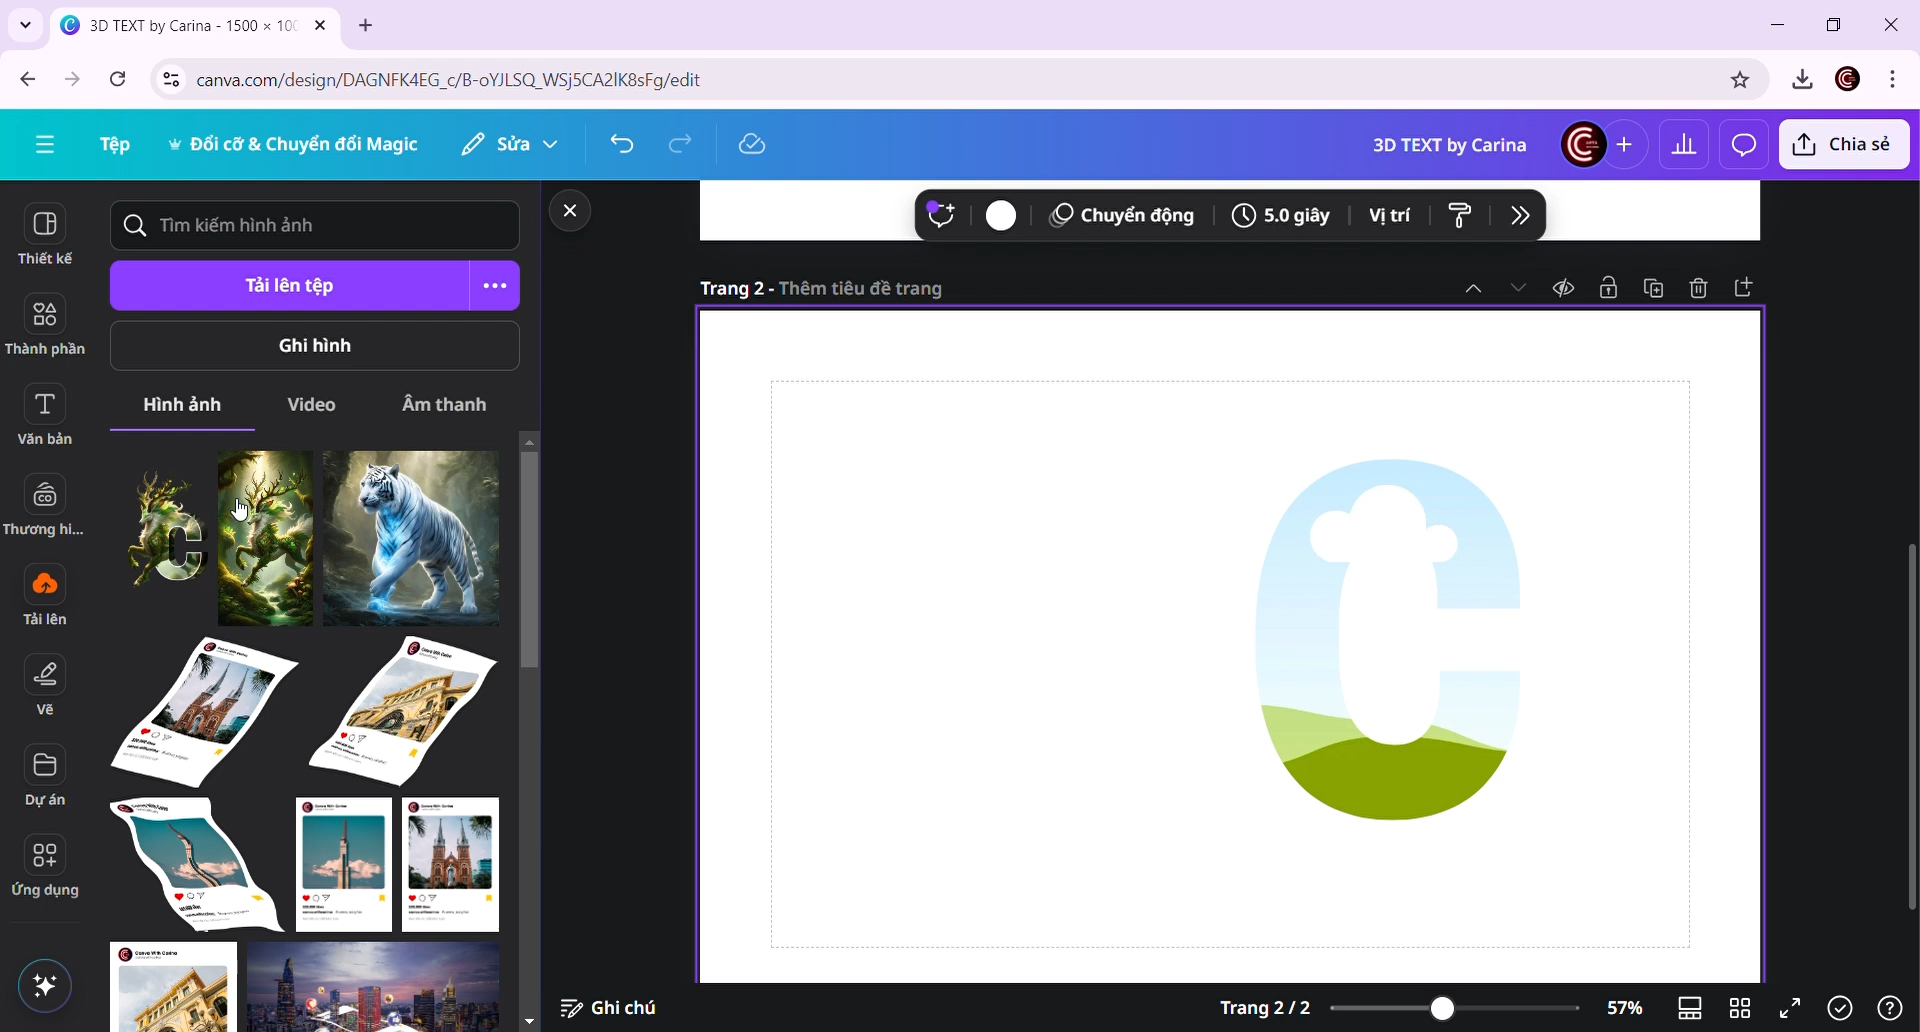 3D TEXT by Carina - 1500 × 100
canva.com/design/DAGNFK4EG_c/B-oYJLSQ_WSj5CA2lK8sFg/edit
Tệp
Đổi cỡ & Chuyển đổi Magic
Sửa
3D TEXT by Carina
Chia sẻ
Thiết kế
Thành phần
Văn bản
Thương hi...
Tải lên
Vẽ
Dự án
Ứng dụng
Tìm kiếm hình ảnh
Tải lên tệp
Ghi hình
Hình ảnh
Video
Âm thanh
Chuyển động
5.0 giây
Vị trí
Trang 2 - Thêm tiêu đề trang
C
Ghi chú
Trang 2 / 2
57%